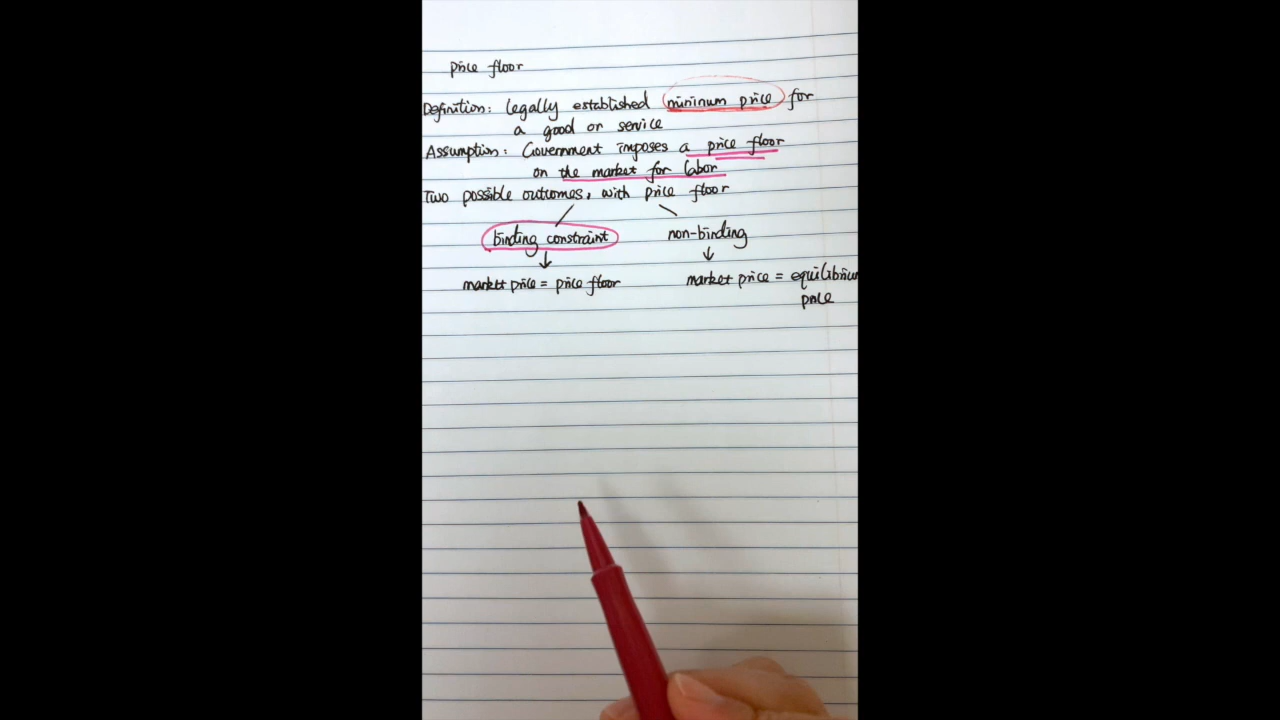 price floor
Definition: legally established minimum price for
a good or service
Assumption: Government imposes a price floor
on the market for labor
Two possible outcomes, with price floor
binding constraint non-binding
market price = price floor market price = equilibrium
price